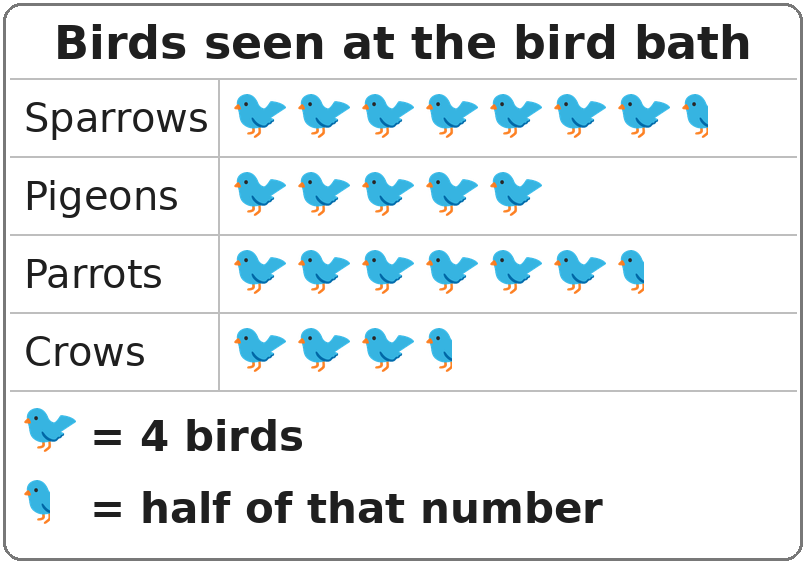 Birds seen at the bird bath
Sparrows
Pigeons
Parrots
Crows
= 4 birds
= half of that number